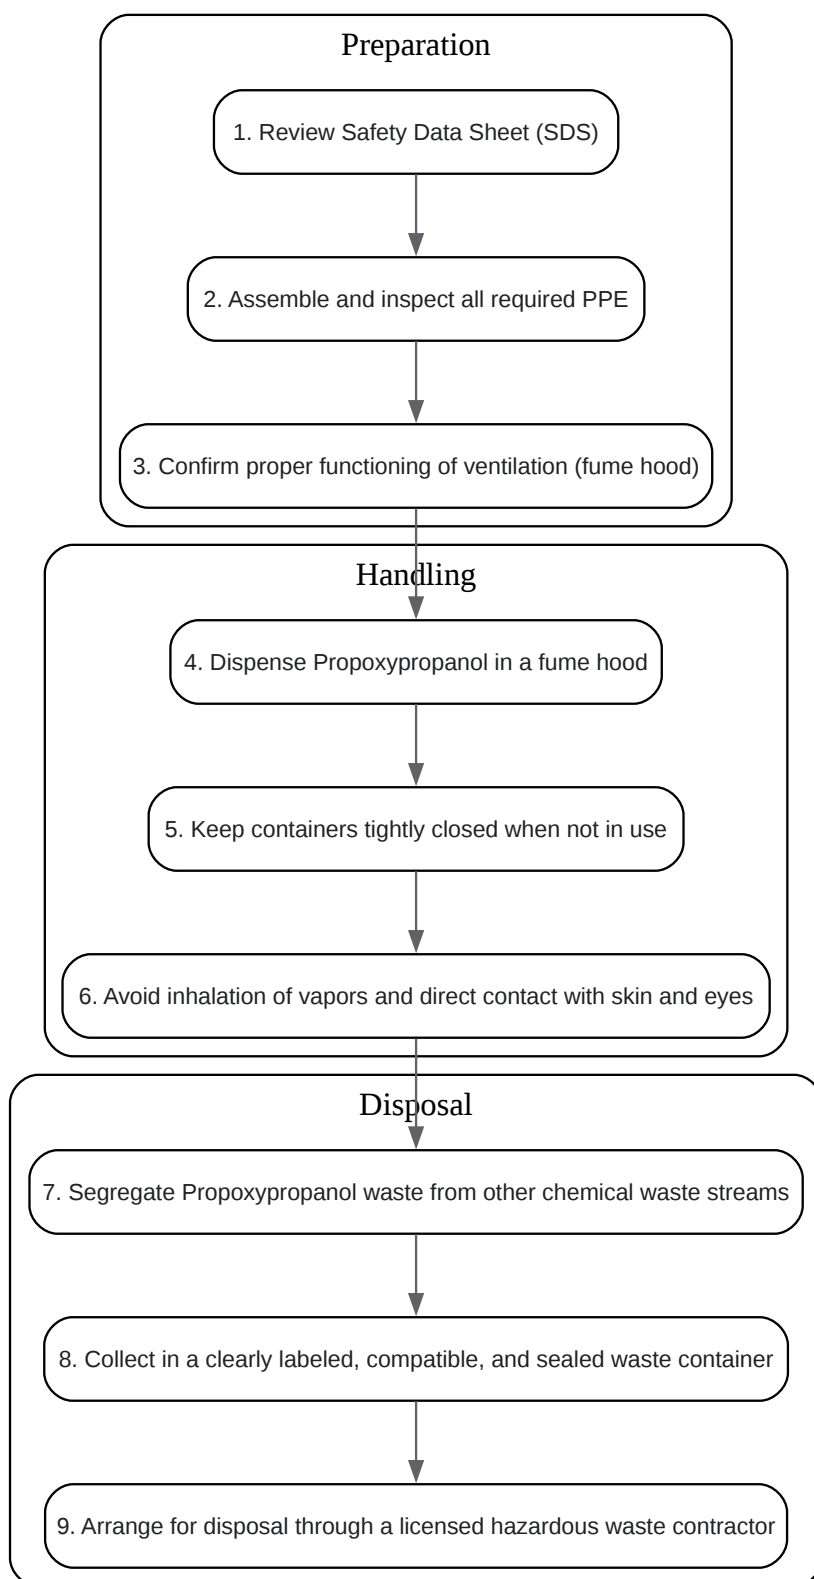 Preparation
1. Review Safety Data Sheet (SDS)
2. Assemble and inspect all required PPE
3. Confirm proper functioning of ventilation (fume hood)
Handling
4. Dispense Propoxypropanol in a fume hood
5. Keep containers tightly closed when not in use
6. Avoid inhalation of vapors and direct contact with skin and eyes
Disposal
7. Segregate Propoxypropanol waste from other chemical waste streams
8. Collect in a clearly labeled, compatible, and sealed waste container
9. Arrange for disposal through a licensed hazardous waste contractor